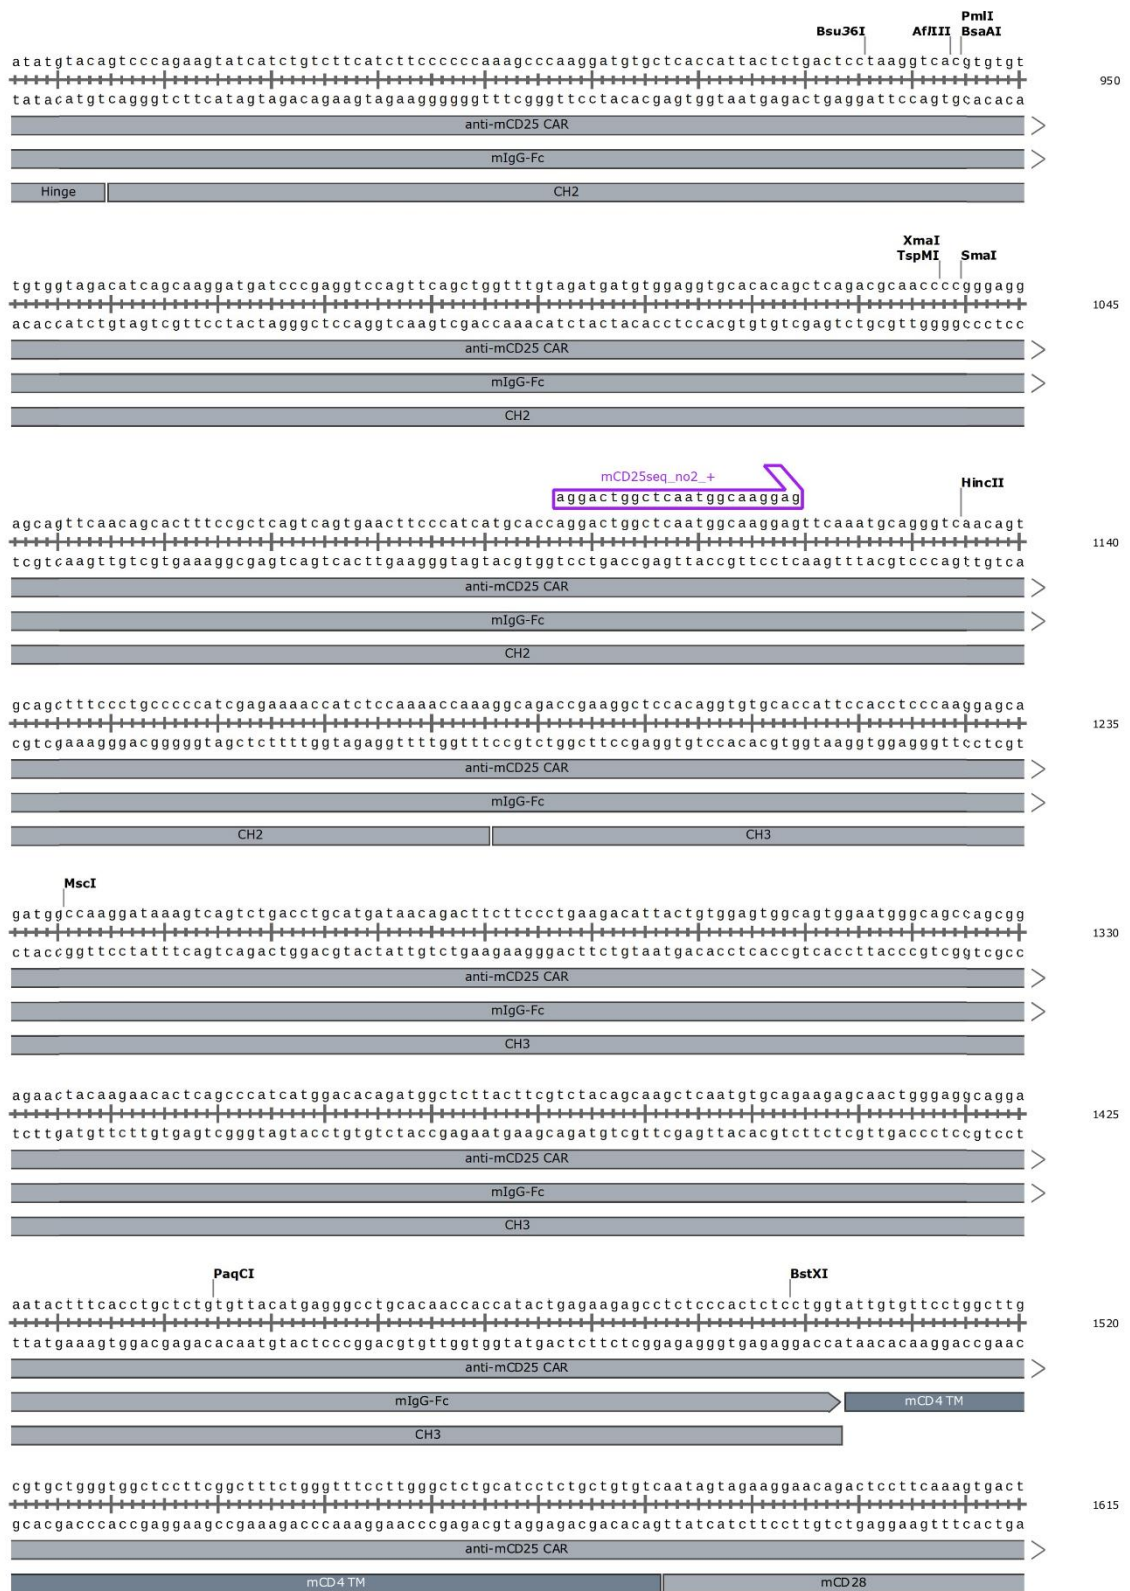 PmlI
Bsu36I AflIII BsaAI
atatgtacagtcccagaagtatcatctgtcttcatcttccccccaaagcccaaggatgtgctcaccattactctgactcctaaggtcacgtgtgt
950
tatacatgtcagggtcttcatagtagacagaagtagaaggggggtttcgggttcctacacgagtggtaatgagactgaggattccagtgcacaca
anti-mCD25 CAR
mIgG-Fc
Hinge CH2
XmaI
TspMI SmaI
tgtggtagacatcagcaaggatgatcccgaggtccagttcagctggtttgtagatgatgtggaggtgcacacagctcagacgcaaccccgggagg
1045
acaccatctgtagtcgttcctactagggctccaggtcaagtcgaccaaacatctactacacctccacgtgtgtcgagtctgcgttggggccctcc
anti-mCD25 CAR
mIgG-Fc
CH2
mCD25seq_no2_+
aggactggctcaatggcaaggag HincII
agcagttcaacagcactttccgctcagtcagtgaacttcccatcatgcaccaggactggctcaatggcaaggagttcaaatgcagggtcaacagt
1140
tcgtcaagttgtcgtgaaaggcgagtcagtcacttgaagggtagtacgtggtcctgaccgagttaccgttcctcaagtttacgtcccagttgtca
anti-mCD25 CAR
mIgG-Fc
CH2
gcagctttccctgcccccatcgagaaaaccatctccaaaaccaaaggcagaccgaaggctccacaggtgtgcaccattccacctcccaaggagca
1235
cgtcgaaagggacgggggtagctcttttggtagaggttttggtttccgtctggcttccgaggtgtccacacgtggtaaggtggagggttcctcgt
anti-mCD25 CAR
mIgG-Fc
CH2 CH3
MscI
gatggccaaggataaagtcagtctgacctgcatgataacagacttcttccctgaagacattactgtggagtggcagtggaatgggcagccagcgg
1330
ctaccggttcctatttcagtcagactggacgtactattgtctgaagaagggacttctgtaatgacacctcaccgtcaccttacccgtcggtcgcc
anti-mCD25 CAR
mIgG-Fc
CH3
agaactacaagaacactcagcccatcatggacacagatggctcttacttcgtctacagcaagctcaatgtgcagaagagcaactgggaggcagga
1425
tcttgatgttcttgtgagtcgggtagtacctgtgtctaccgagaatgaagcagatgtcgttcgagttacacgtcttctcgttgaccctccgtcct
anti-mCD25 CAR
mIgG-Fc
CH3
PaqCI BstXI
aatactttcacctgctctgtgttacatgagggcctgcacaaccaccatactgagaagagcctctcccactctcctggtattgtgttcctggcttg
1520
ttatgaaagtggacgagacacaatgtactcccggacgtgttggtggtatgactcttctcggagagggtgagaggaccataacacaaggaccgaac
anti-mCD25 CAR
mIgG-Fc mCD4 TM
CH3
cgtgctgggtggctccttcggctttctgggtttccttgggctctgcatcctctgctgtgtcaatagtagaaggaacagactccttcaaagtgact
1615
gcacgacccaccgaggaagccgaaagacccaaaggaacccgagacgtaggagacgacacagttatcatcttccttgtctgaggaagtttcactga
anti-mCD25 CAR
mCD4 TM mCD28